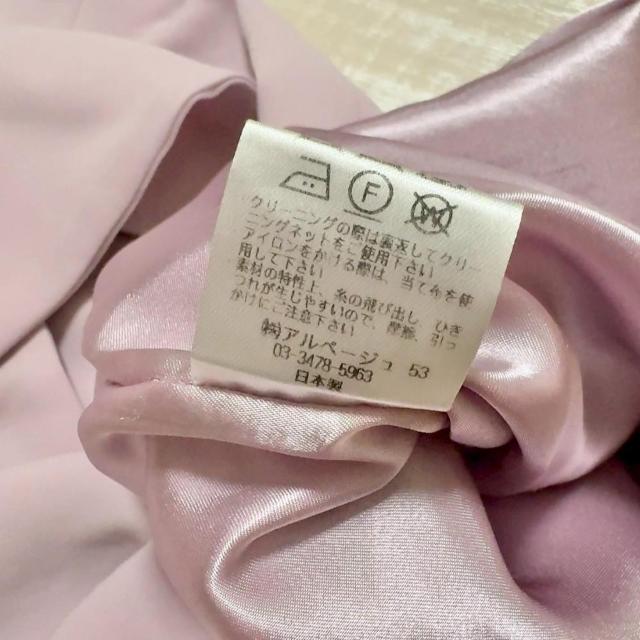 F
W
クリーニングの際は裏返してクリー
ニングネットをご使用下さい
アイロンをかける際は、当て布を使
用して下さい
素材の特性上、糸の飛び出し、ひき
つれが生じやすいので、摩擦、引っ
かけにご注意下さい
㈱アルページュ 53
03-3478-5963
日本製